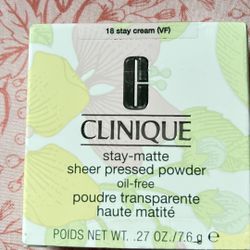 18 stay cream (VF)
CLINIQUE
stay-matte
sheer pressed powder
oil-free
poudre transparente
haute matité
POIDS NET WT. .27 OZ./7.6 g ℮